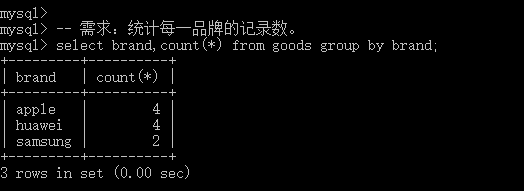 mysql>
mysql> -- 需求：统计每一品牌的记录数。
mysql> select brand,count(*) from goods group by brand;
+---------+----------+
| brand   | count(*) |
+---------+----------+
| apple   |        4 |
| huawei  |        4 |
| samsung |        2 |
+---------+----------+
3 rows in set (0.00 sec)